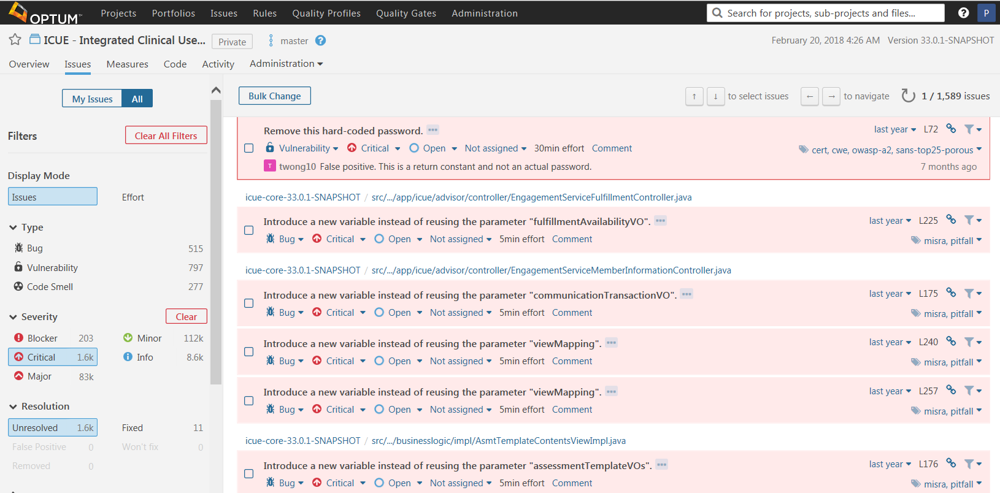 OPTUM™ Projects Portfolios Issues Rules Quality Profiles Quality Gates Administration Search for projects, sub-projects and files... ? P
ICUE - Integrated Clinical Use... Private master ? February 20, 2018 4:26 AM Version 33.0.1-SNAPSHOT
Overview Issues Measures Code Activity Administration
My Issues All
Filters Clear All Filters
Display Mode
Issues Effort
Type
Bug 515
Vulnerability 797
Code Smell 277
Severity Clear
Blocker 203 Minor 112k
Critical 1.6k Info 8.6k
Major 83k
Resolution
Unresolved 1.6k Fixed 11
False Positive 0 Won't fix 0
Removed 0
Bulk Change ↑ ↓ to select issues ← → to navigate 1 / 1,589 issues
Remove this hard-coded password. ••• last year L72
Vulnerability Critical Open Not assigned 30min effort Comment cert, cwe, owasp-a2, sans-top25-porous
T twong10 False positive. This is a return constant and not an actual password. 7 months ago
icue-core-33.0.1-SNAPSHOT / src/.../app/icue/advisor/controller/EngagementServiceFulfillmentController.java
Introduce a new variable instead of reusing the parameter "fulfillmentAvailabilityVO". ••• last year L225
Bug Critical Open Not assigned 5min effort Comment misra, pitfall
icue-core-33.0.1-SNAPSHOT / src/.../app/icue/advisor/controller/EngagementServiceMemberInformationController.java
Introduce a new variable instead of reusing the parameter "communicationTransactionVO". ••• last year L175
Bug Critical Open Not assigned 5min effort Comment misra, pitfall
Introduce a new variable instead of reusing the parameter "viewMapping". ••• last year L240
Bug Critical Open Not assigned 5min effort Comment misra, pitfall
Introduce a new variable instead of reusing the parameter "viewMapping". ••• last year L257
Bug Critical Open Not assigned 5min effort Comment misra, pitfall
icue-core-33.0.1-SNAPSHOT / src/.../businesslogic/impl/AsmtTemplateContentsViewImpl.java
Introduce a new variable instead of reusing the parameter "assessmentTemplateVOs". ••• last year L176
Bug Critical Open Not assigned 5min effort Comment misra, pitfall